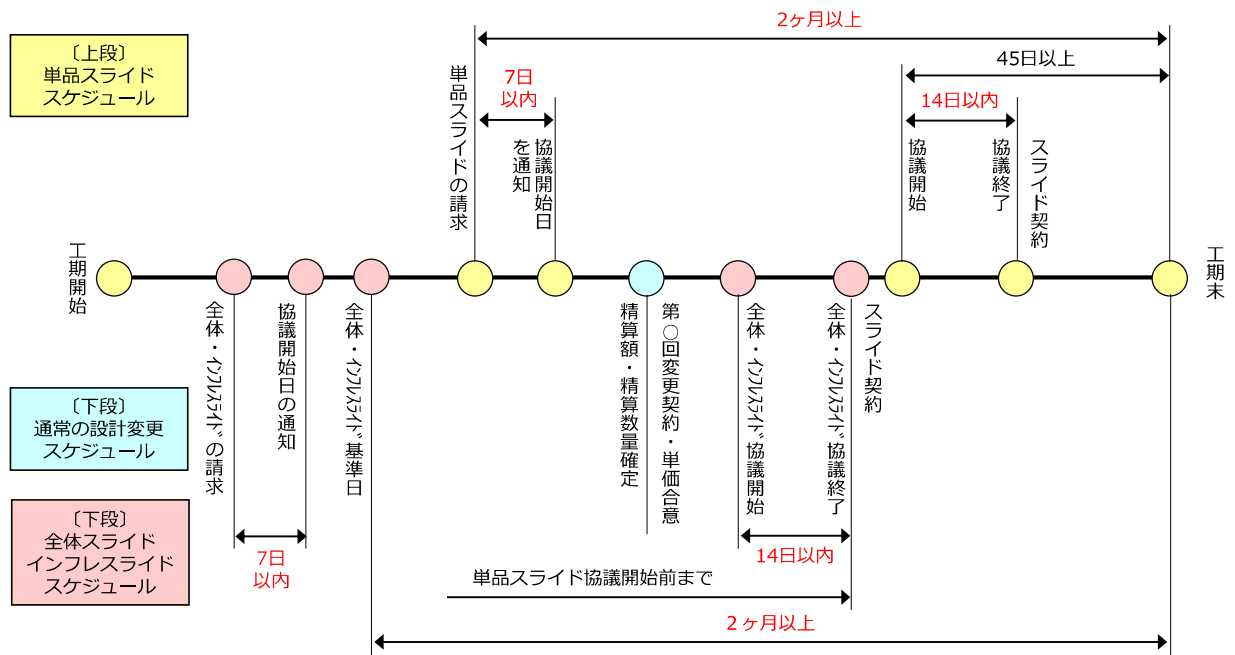 〔上段〕
単品スライド
スケジュール
2ヶ月以上
45日以上
7日
以内
14日以内
単品スライドの請求
協議開始日
を通知
協議開始
協議終了
スライド契約
工期開始
工期末
全体・ｲﾝﾌﾚｽﾗｲﾄﾞの請求
協議開始日の通知
全体・ｲﾝﾌﾚｽﾗｲﾄﾞ基準日
第○回変更契約・単価合意
精算額・精算数量確定
全体・ｲﾝﾌﾚｽﾗｲﾄﾞ協議開始
スライド契約
全体・ｲﾝﾌﾚｽﾗｲﾄﾞ協議終了
〔下段〕
通常の設計変更
スケジュール
〔下段〕
全体スライド
インフレスライド
スケジュール
7日
以内
14日以内
単品スライド協議開始前まで
２ヶ月以上